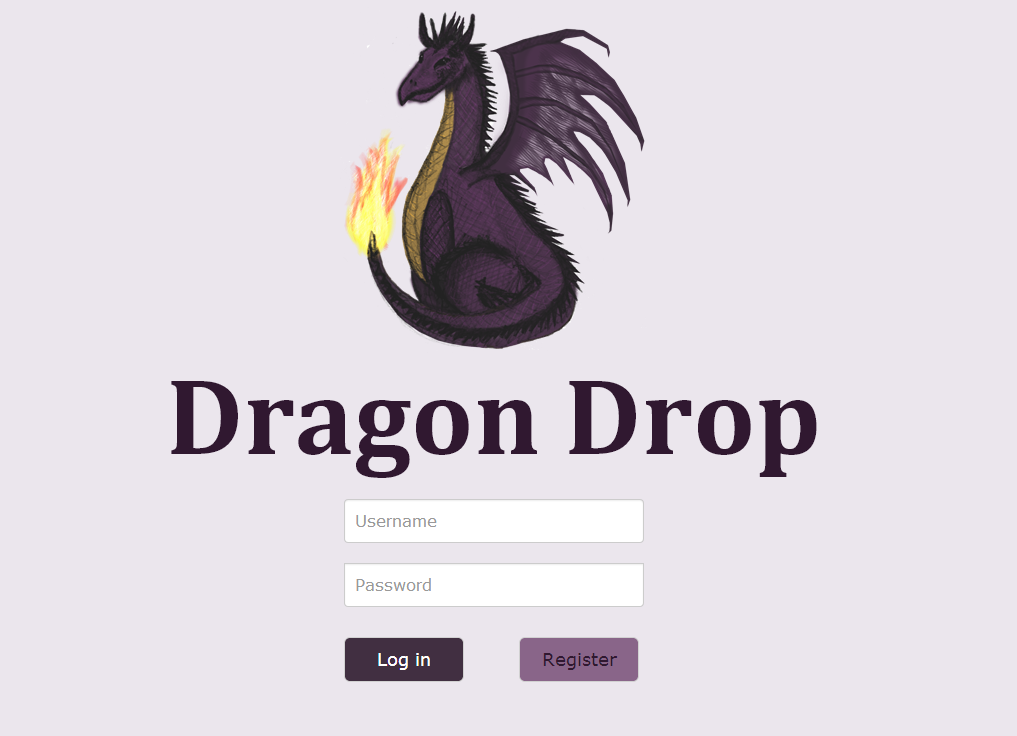 Dragon Drop
Username
Password
Log in
Register